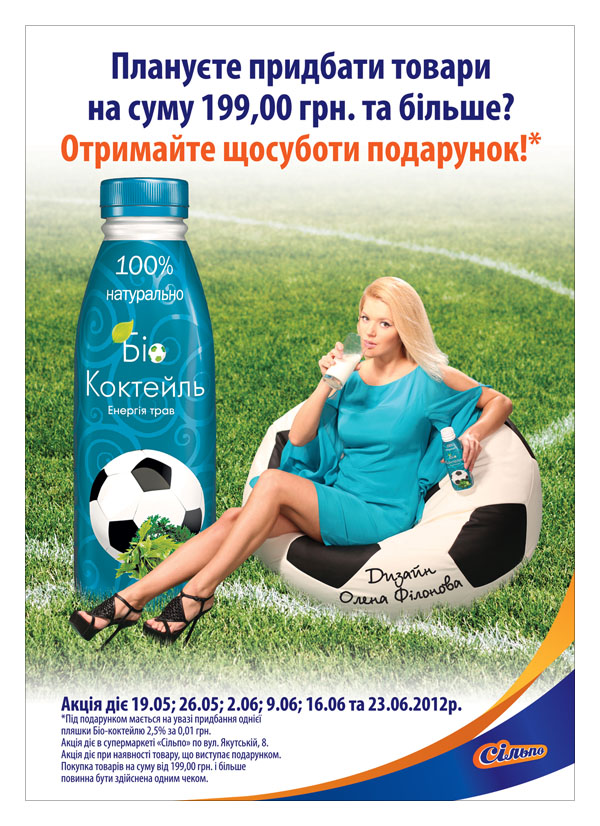 Плануєте придбати товари
на суму 199,00 грн. та більше?
Отримайте щосуботи подарунок!*
100%
натурально
Біо
Коктейль
Енергія трав
Дизайн
Олена Філонова
Акція діє 19.05; 26.05; 2.06; 9.06; 16.06 та 23.06.2012р.
*Під подарунком мається на увазі придбання однієї
пляшки Біо-коктейлю 2,5% за 0,01 грн.
Акція діє в супермаркеті «Сільпо» по вул. Якутській, 8.
Акція діє при наявності товару, що виступає подарунком.
Покупка товарів на суму від 199,00 грн. і більше
повинна бути здійснена одним чеком.
Сільпо